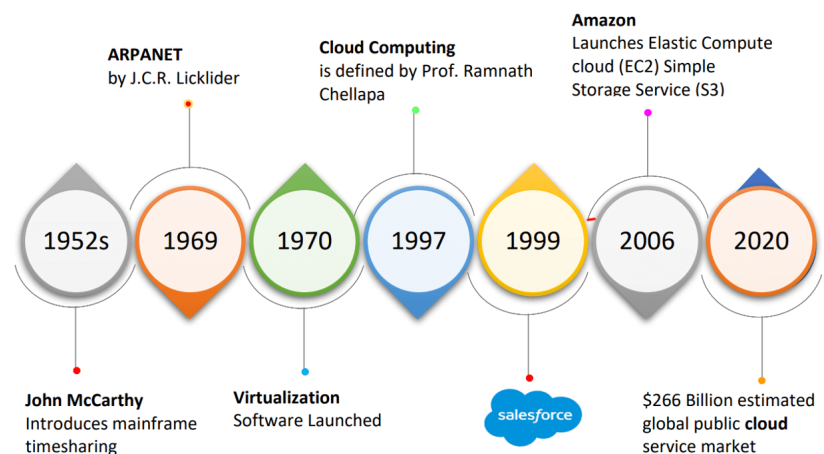 ARPANET
by J.C.R. Licklider
Cloud Computing
is defined by Prof. Ramnath
Chellapa
Amazon
Launches Elastic Compute
cloud (EC2) Simple
Storage Service (S3)
1952s
1969
1970
1997
1999
2006
2020
John McCarthy
Introduces mainframe
timesharing
Virtualization
Software Launched
salesforce
$266 Billion estimated
global public cloud
service market